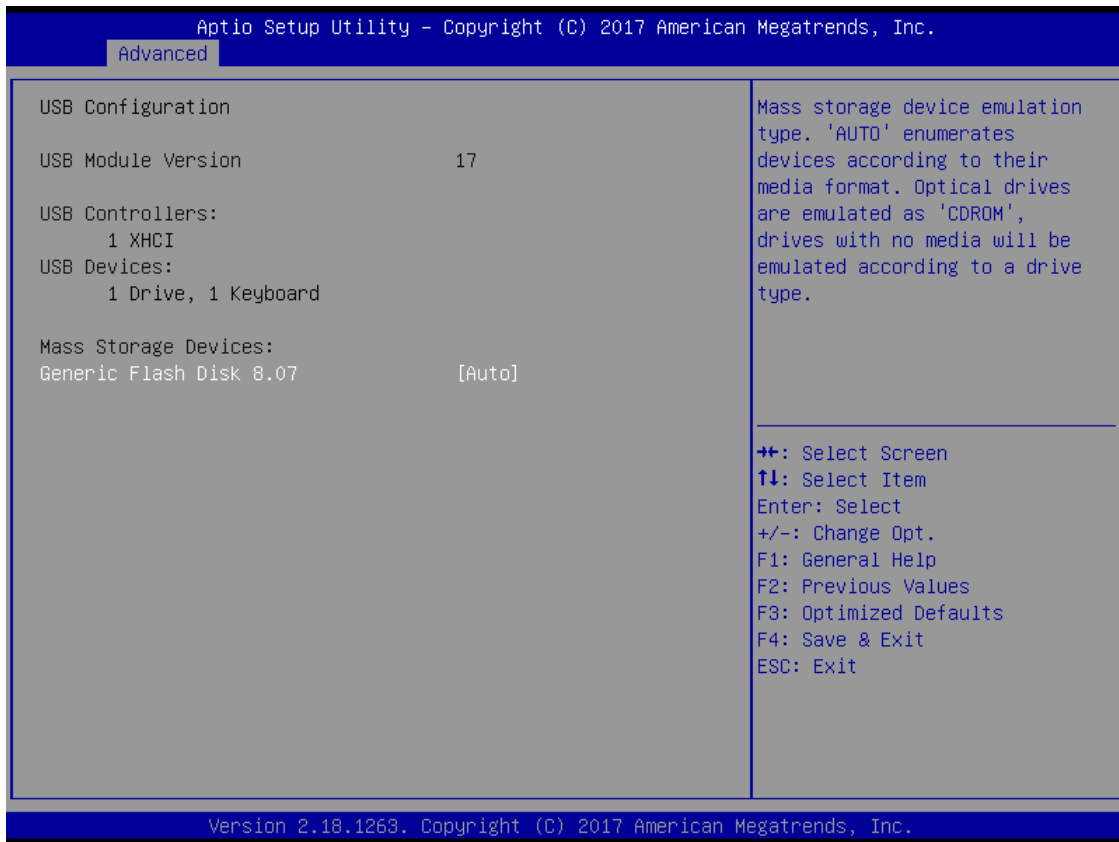 Aptio Setup Utility – Copyright (C) 2017 American Megatrends, Inc.
Advanced
USB Configuration
USB Module Version 17
USB Controllers:
1 XHCI
USB Devices:
1 Drive, 1 Keyboard
Mass Storage Devices:
Generic Flash Disk 8.07 [Auto]
Mass storage device emulation
type. 'AUTO' enumerates
devices according to their
media format. Optical drives
are emulated as 'CDROM',
drives with no media will be
emulated according to a drive
type.
→←: Select Screen
↑↓: Select Item
Enter: Select
+/-: Change Opt.
F1: General Help
F2: Previous Values
F3: Optimized Defaults
F4: Save & Exit
ESC: Exit
Version 2.18.1263. Copyright (C) 2017 American Megatrends, Inc.